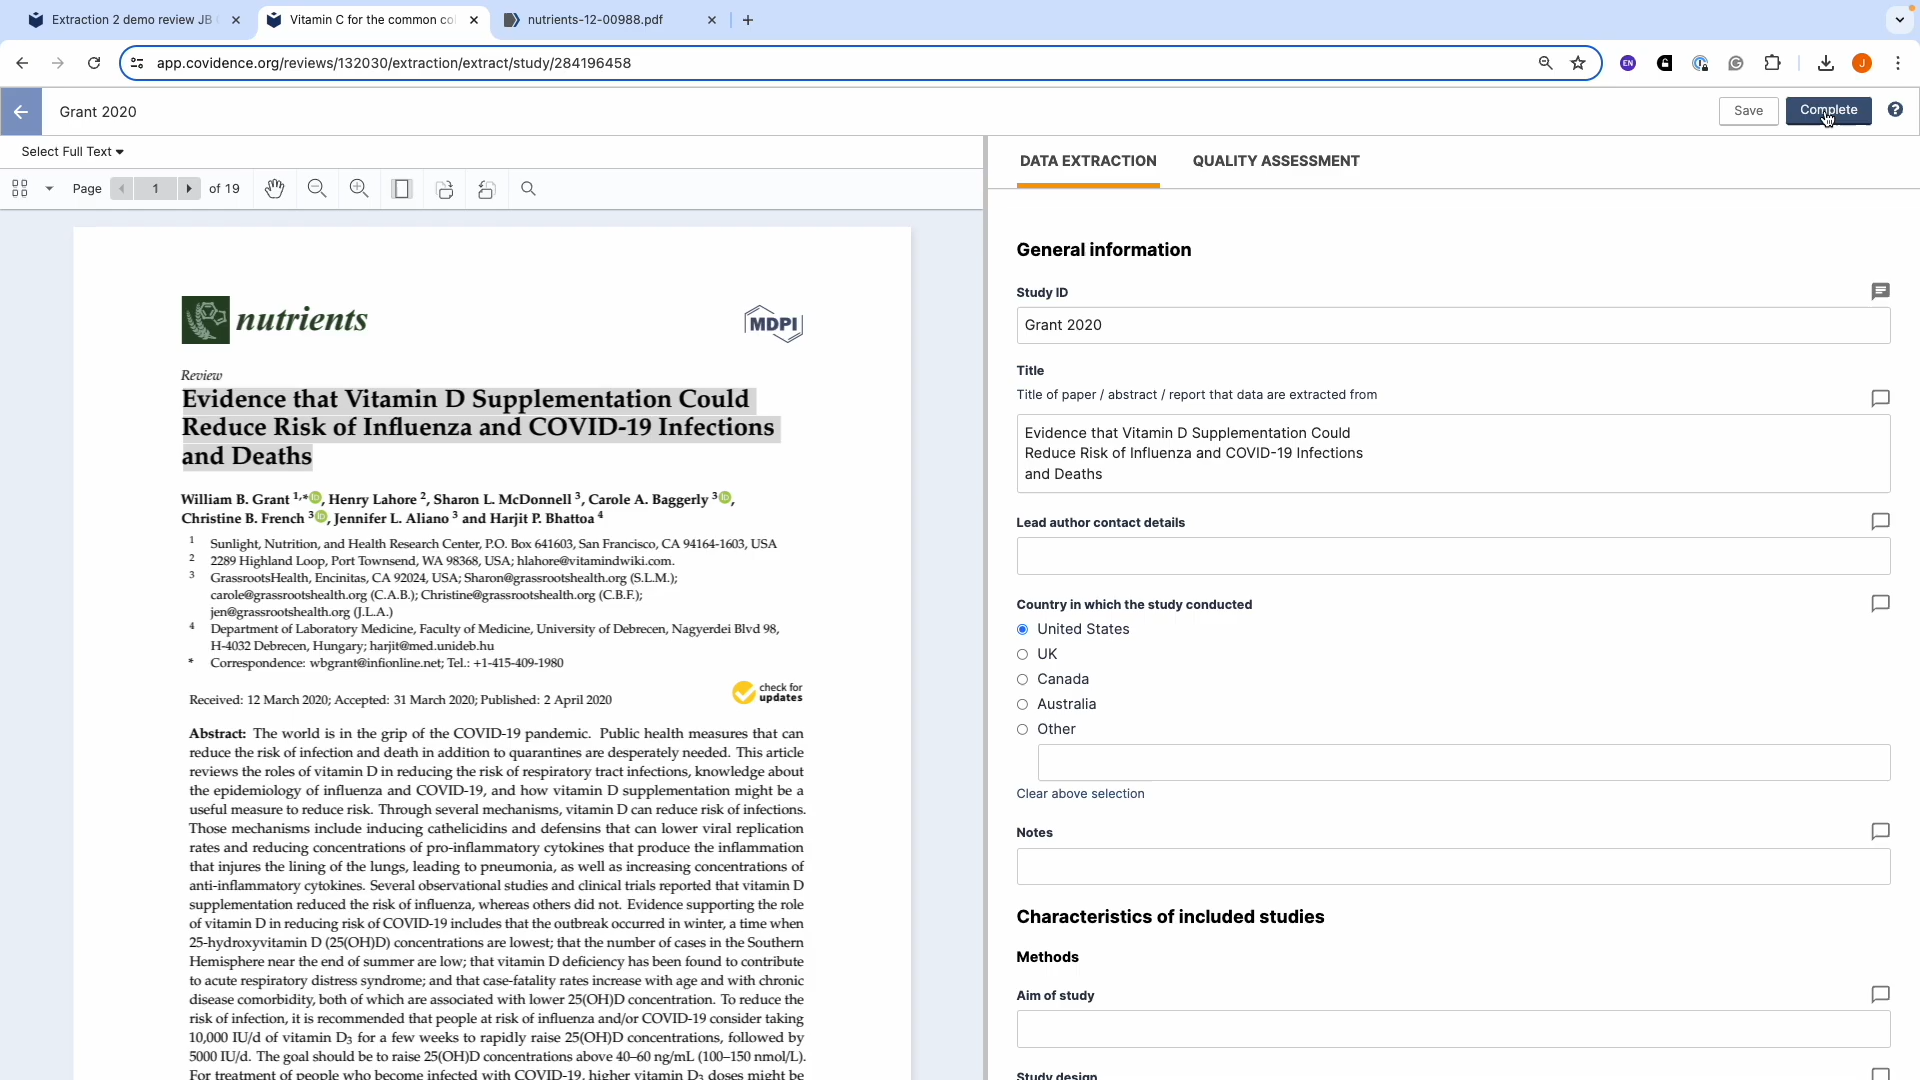 Extraction 2 demo review JB
Vitamin C for the common co
nutrients-12-00988.pdf
app.covidence.org/reviews/132030/extraction/extract/study/284196458
EN
J
Grant 2020
Save
Complete
?
Select Full Text
Page 1 of 19
nutrients
MDPI
Review
Evidence that Vitamin D Supplementation Could
Reduce Risk of Influenza and COVID-19 Infections
and Deaths
William B. Grant 1,*, Henry Lahore 2, Sharon L. McDonnell 3, Carole A. Baggerly 3,
Christine B. French 3, Jennifer L. Aliano 3 and Harjit P. Bhattoa 4
1 Sunlight, Nutrition, and Health Research Center, P.O. Box 641603, San Francisco, CA 94164-1603, USA
2 2289 Highland Loop, Port Townsend, WA 98368, USA; hlahore@vitamindwiki.com.
3 GrassrootsHealth, Encinitas, CA 92024, USA; Sharon@grassrootshealth.org (S.L.M.);
carole@grassrootshealth.org (C.A.B.); Christine@grassrootshealth.org (C.B.F.);
jen@grassrootshealth.org (J.L.A.)
4 Department of Laboratory Medicine, Faculty of Medicine, University of Debrecen, Nagyerdei Blvd 98,
H-4032 Debrecen, Hungary; harjit@med.unideb.hu
* Correspondence: wbgrant@infionline.net; Tel.: +1-415-409-1980
Received: 12 March 2020; Accepted: 31 March 2020; Published: 2 April 2020
check for
updates
Abstract: The world is in the grip of the COVID-19 pandemic. Public health measures that can
reduce the risk of infection and death in addition to quarantines are desperately needed. This article
reviews the roles of vitamin D in reducing the risk of respiratory tract infections, knowledge about
the epidemiology of influenza and COVID-19, and how vitamin D supplementation might be a
useful measure to reduce risk. Through several mechanisms, vitamin D can reduce risk of infections.
Those mechanisms include inducing cathelicidins and defensins that can lower viral replication
rates and reducing concentrations of pro-inflammatory cytokines that produce the inflammation
that injures the lining of the lungs, leading to pneumonia, as well as increasing concentrations of
anti-inflammatory cytokines. Several observational studies and clinical trials reported that vitamin D
supplementation reduced the risk of influenza, whereas others did not. Evidence supporting the role
of vitamin D in reducing risk of COVID-19 includes that the outbreak occurred in winter, a time when
25-hydroxyvitamin D (25(OH)D) concentrations are lowest; that the number of cases in the Southern
Hemisphere near the end of summer are low; that vitamin D deficiency has been found to contribute
to acute respiratory distress syndrome; and that case-fatality rates increase with age and with chronic
disease comorbidity, both of which are associated with lower 25(OH)D concentration. To reduce the
risk of infection, it is recommended that people at risk of influenza and/or COVID-19 consider taking
10,000 IU/d of vitamin D3 for a few weeks to rapidly raise 25(OH)D concentrations, followed by
5000 IU/d. The goal should be to raise 25(OH)D concentrations above 40–60 ng/mL (100–150 nmol/L).
For treatment of people who become infected with COVID-19, higher vitamin D3 doses might be
DATA EXTRACTION
QUALITY ASSESSMENT
General information
Study ID
Grant 2020
Title
Title of paper / abstract / report that data are extracted from
Evidence that Vitamin D Supplementation Could
Reduce Risk of Influenza and COVID-19 Infections
and Deaths
Lead author contact details
Country in which the study conducted
United States
UK
Canada
Australia
Other
Clear above selection
Notes
Characteristics of included studies
Methods
Aim of study
Study design